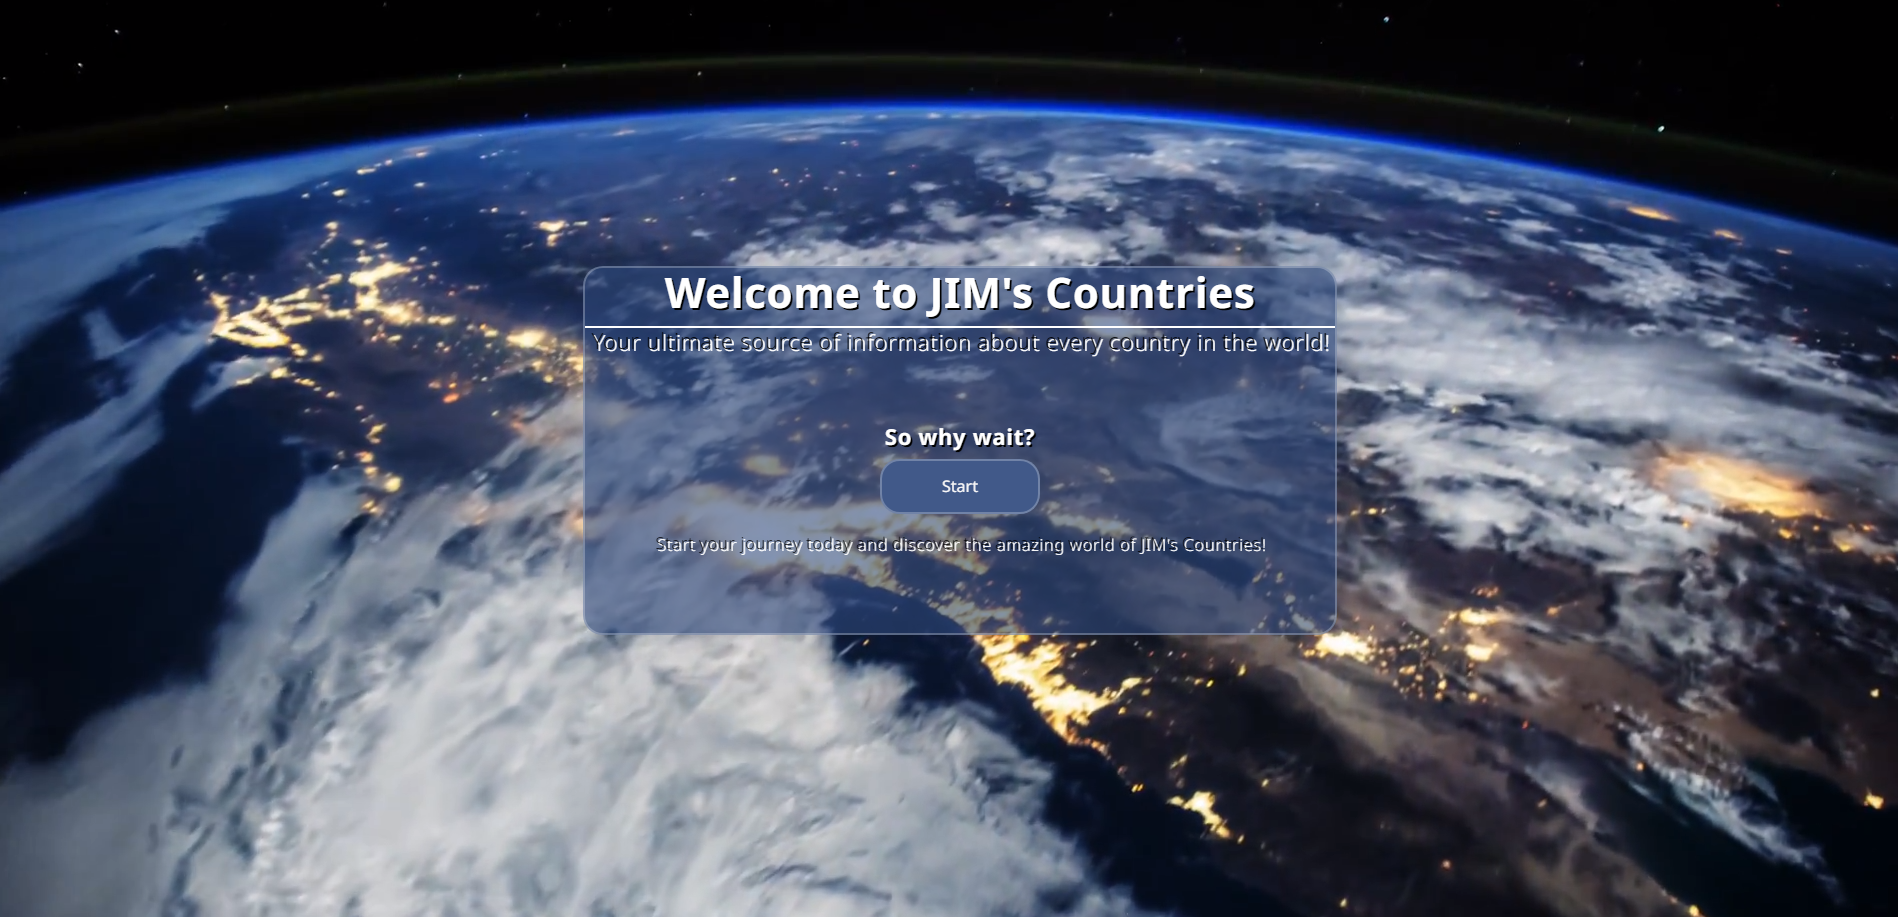 Welcome to JIM's Countries
Your ultimate source of information about every country in the world!
So why wait?
Start
Start your journey today and discover the amazing world of JIM's Countries!